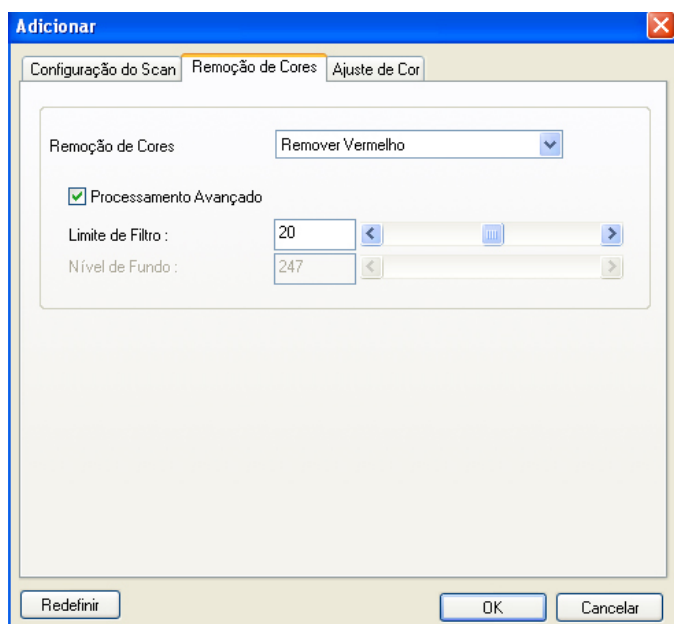 Adicionar
Configuração do Scan Remoção de Cores Ajuste de Cor
Remoção de Cores Remover Vermelho
Processamento Avançado
Limite de Filtro : 20
Nível de Fundo : 247
Redefinir OK Cancelar